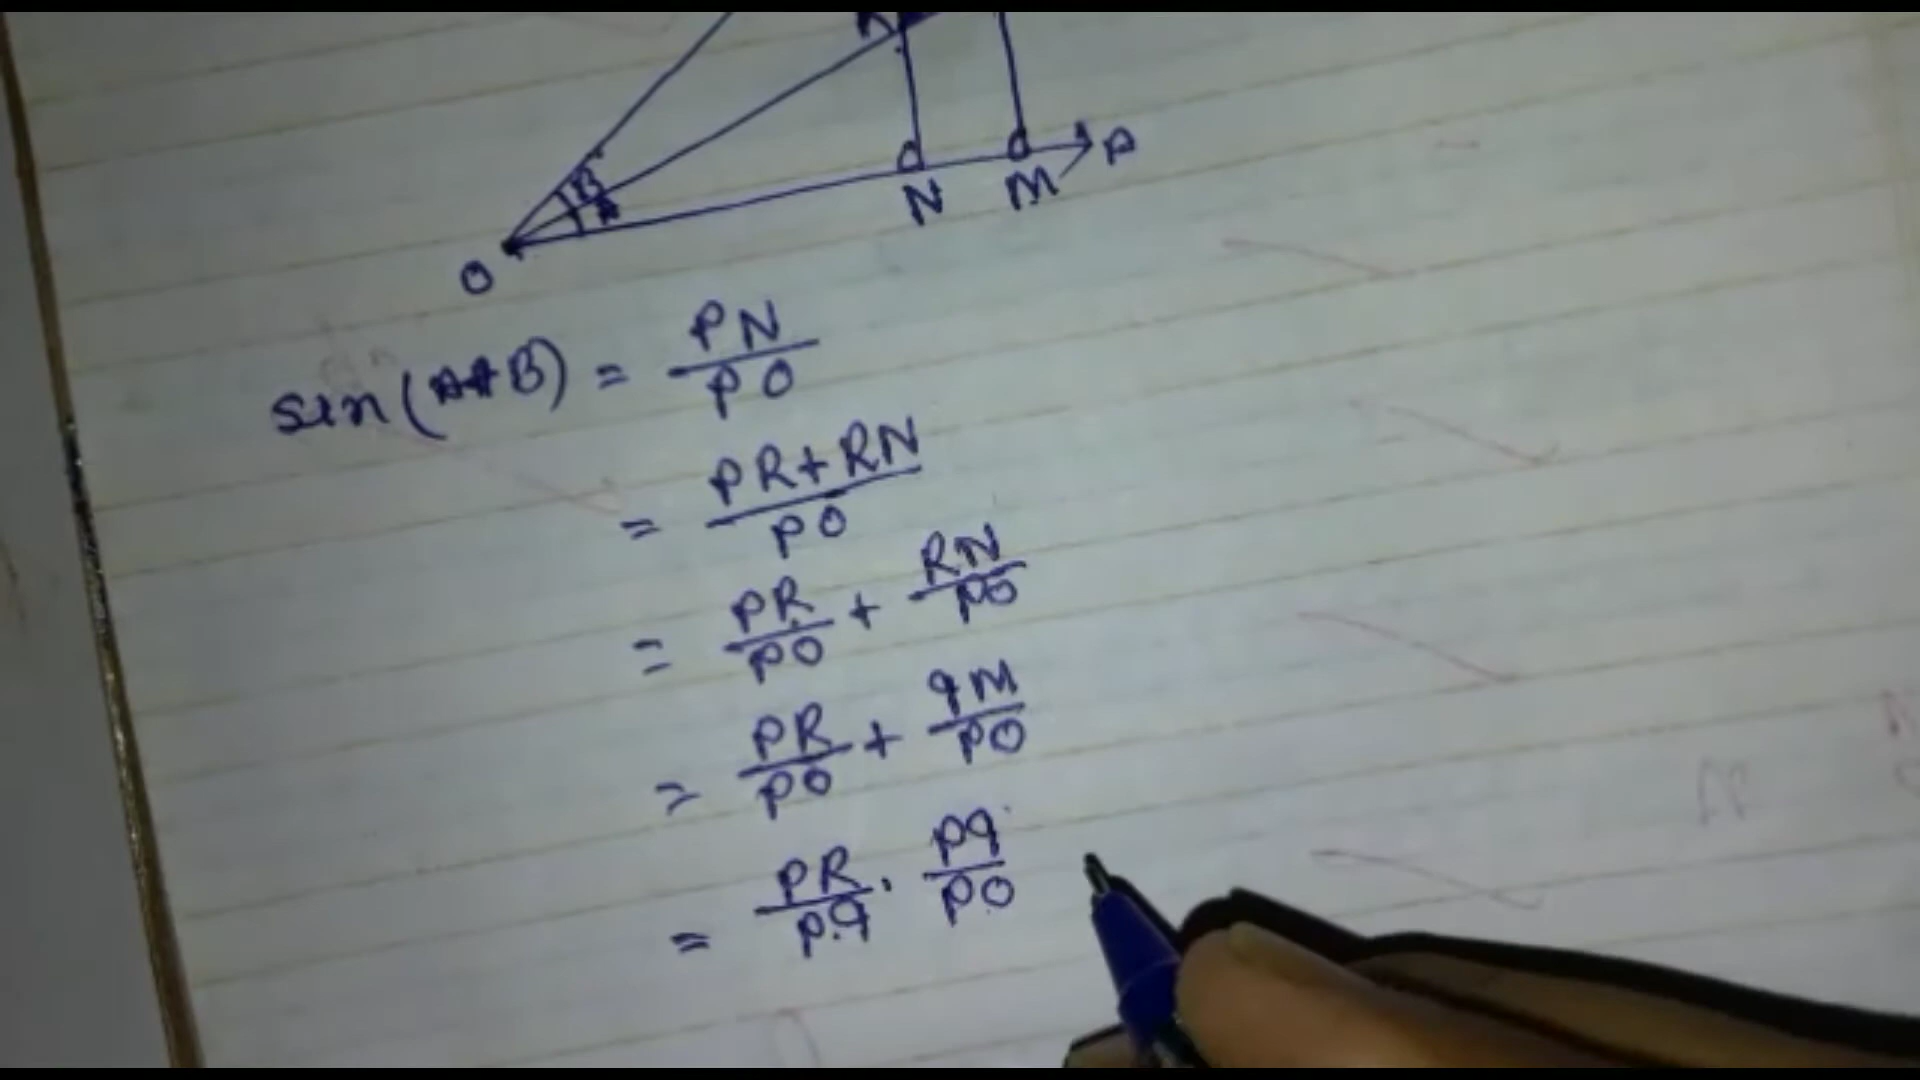 B
A
N M A
O
sin(A+B) = PN/PO
= PR+RN/PO
= PR/PO + RN/PO
= PR/PO + qM/PO
= PR/Pq . Pq/PO